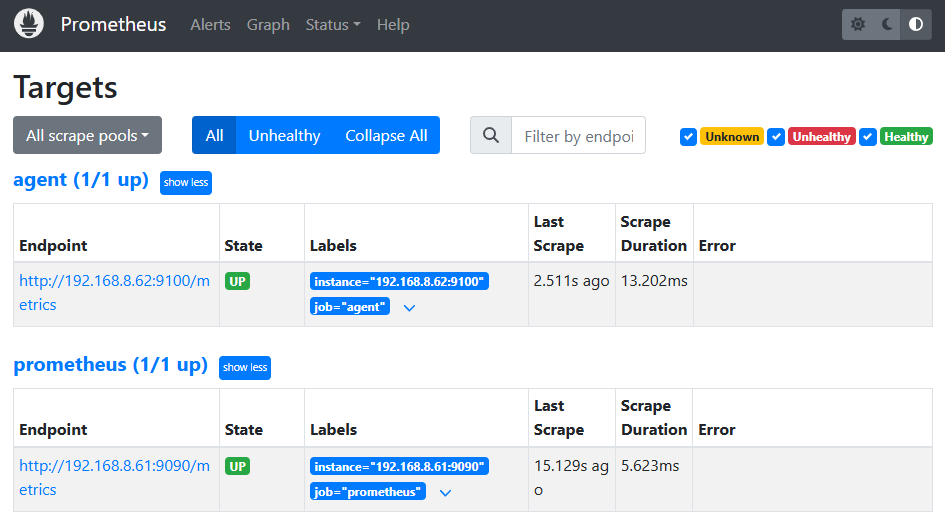 Prometheus Alerts Graph Status Help
Targets
All scrape pools All Unhealthy Collapse All Filter by endpoi Unknown Unhealthy Healthy
agent (1/1 up) show less
Endpoint State Labels Last Scrape Scrape Duration Error
http://192.168.8.62:9100/m
etrics
UP
instance="192.168.8.62:9100"
job="agent"
2.511s ago
13.202ms
prometheus (1/1 up) show less
Endpoint State Labels Last Scrape Scrape Duration Error
http://192.168.8.61:9090/m
etrics
UP
instance="192.168.8.61:9090"
job="prometheus"
15.129s ag
o
5.623ms